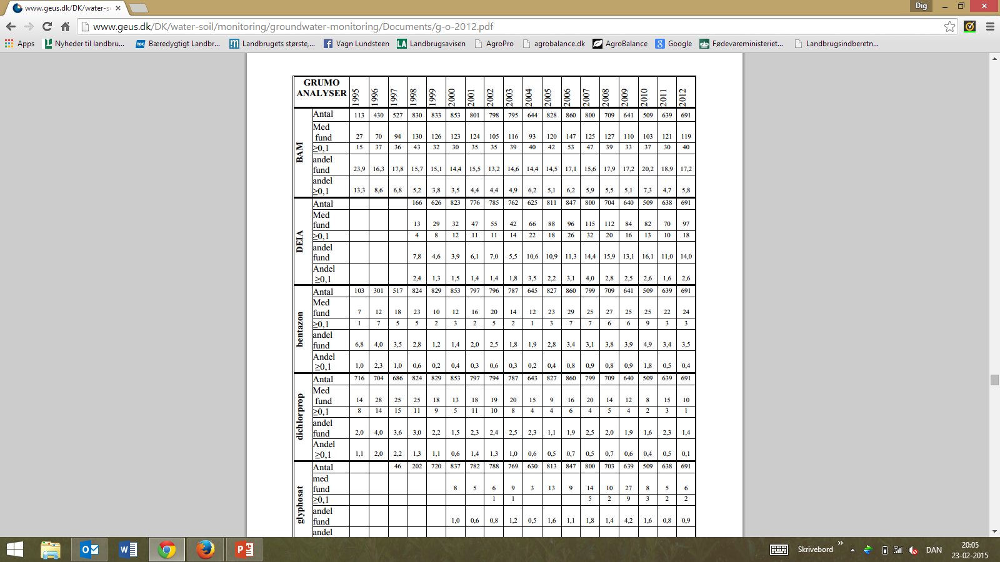 www.geus.dk/DK/water-s
Dig
www.geus.dk/DK/water-soil/monitoring/groundwater-monitoring/Documents/g-o-2012.pdf
Apps Nyheder til landbru... Bæredygtigt Landbr... Landbrugets største,... Vagn Lundsteen Landbrugsavisen AgroPro agrobalance.dk AgroBalance Google Fødevareministeriet... Landbrugsindberetn...
GRUMO ANALYSER 1995 1996 1997 1998 1999 2000 2001 2002 2003 2004 2005 2006 2007 2008 2009 2010 2011 2012
BAM
Antal 113 430 527 830 833 853 801 798 795 644 828 860 800 709 641 509 639 691
Med fund 27 70 94 130 126 123 124 105 116 93 120 147 125 127 110 103 121 119
≥0,1 15 37 36 43 32 30 35 35 39 40 42 53 47 39 33 37 30 40
andel fund 23,9 16,3 17,8 15,7 15,1 14,4 15,5 13,2 14,6 14,4 14,5 17,1 15,6 17,9 17,2 20,2 18,9 17,2
andel ≥0,1 13,3 8,6 6,8 5,2 3,8 3,5 4,4 4,4 4,9 6,2 5,1 6,2 5,9 5,5 5,1 7,3 4,7 5,8
DEIA
Antal 166 626 823 776 785 762 625 811 847 800 704 640 509 638 691
Med fund 13 29 32 47 55 42 66 88 96 115 112 84 82 70 97
≥0,1 4 8 12 11 11 14 22 18 26 32 20 16 13 10 18
andel fund 7,8 4,6 3,9 6,1 7,0 5,5 10,6 10,9 11,3 14,4 15,9 13,1 16,1 11,0 14,0
Andel ≥0,1 2,4 1,3 1,5 1,4 1,4 1,8 3,5 2,2 3,1 4,0 2,8 2,5 2,6 1,6 2,6
bentazon
Antal 103 301 517 824 829 853 797 796 787 645 827 860 799 709 641 509 639 691
Med fund 7 12 18 23 10 12 16 20 14 12 23 29 25 27 25 25 22 24
≥0,1 1 7 5 5 2 3 2 5 2 1 3 7 7 6 6 9 3 3
andel fund 6,8 4,0 3,5 2,8 1,2 1,4 2,0 2,5 1,8 1,9 2,8 3,4 3,1 3,8 3,9 4,9 3,4 3,5
Andel ≥0,1 1,0 2,3 1,0 0,6 0,2 0,4 0,3 0,6 0,3 0,2 0,4 0,8 0,9 0,8 0,9 1,8 0,5 0,4
dichlorprop
Antal 716 704 686 824 829 853 797 794 787 643 827 860 799 709 640 509 639 691
Med fund 14 28 25 25 18 13 18 19 20 15 9 16 20 14 12 8 15 10
≥0,1 8 14 15 11 9 5 11 10 8 4 4 6 4 5 4 2 3 1
andel fund 2,0 4,0 3,6 3,0 2,2 1,5 2,3 2,4 2,5 2,3 1,1 1,9 2,5 2,0 1,9 1,6 2,3 1,4
Andel ≥0,1 1,1 2,0 2,2 1,3 1,1 0,6 1,4 1,3 1,0 0,6 0,5 0,7 0,5 0,7 0,6 0,4 0,5 0,1
glyphosat
Antal 46 202 720 837 782 788 769 630 813 847 800 703 639 509 638 691
med fund 8 5 6 9 3 13 9 14 10 27 8 5 6
≥0,1 1 1 5 2 9 3 2 2
andel fund 1,0 0,6 0,8 1,2 0,5 1,6 1,1 1,8 1,4 4,2 1,6 0,8 0,9
andel
Skrivebord DAN 20:05
23-02-2015